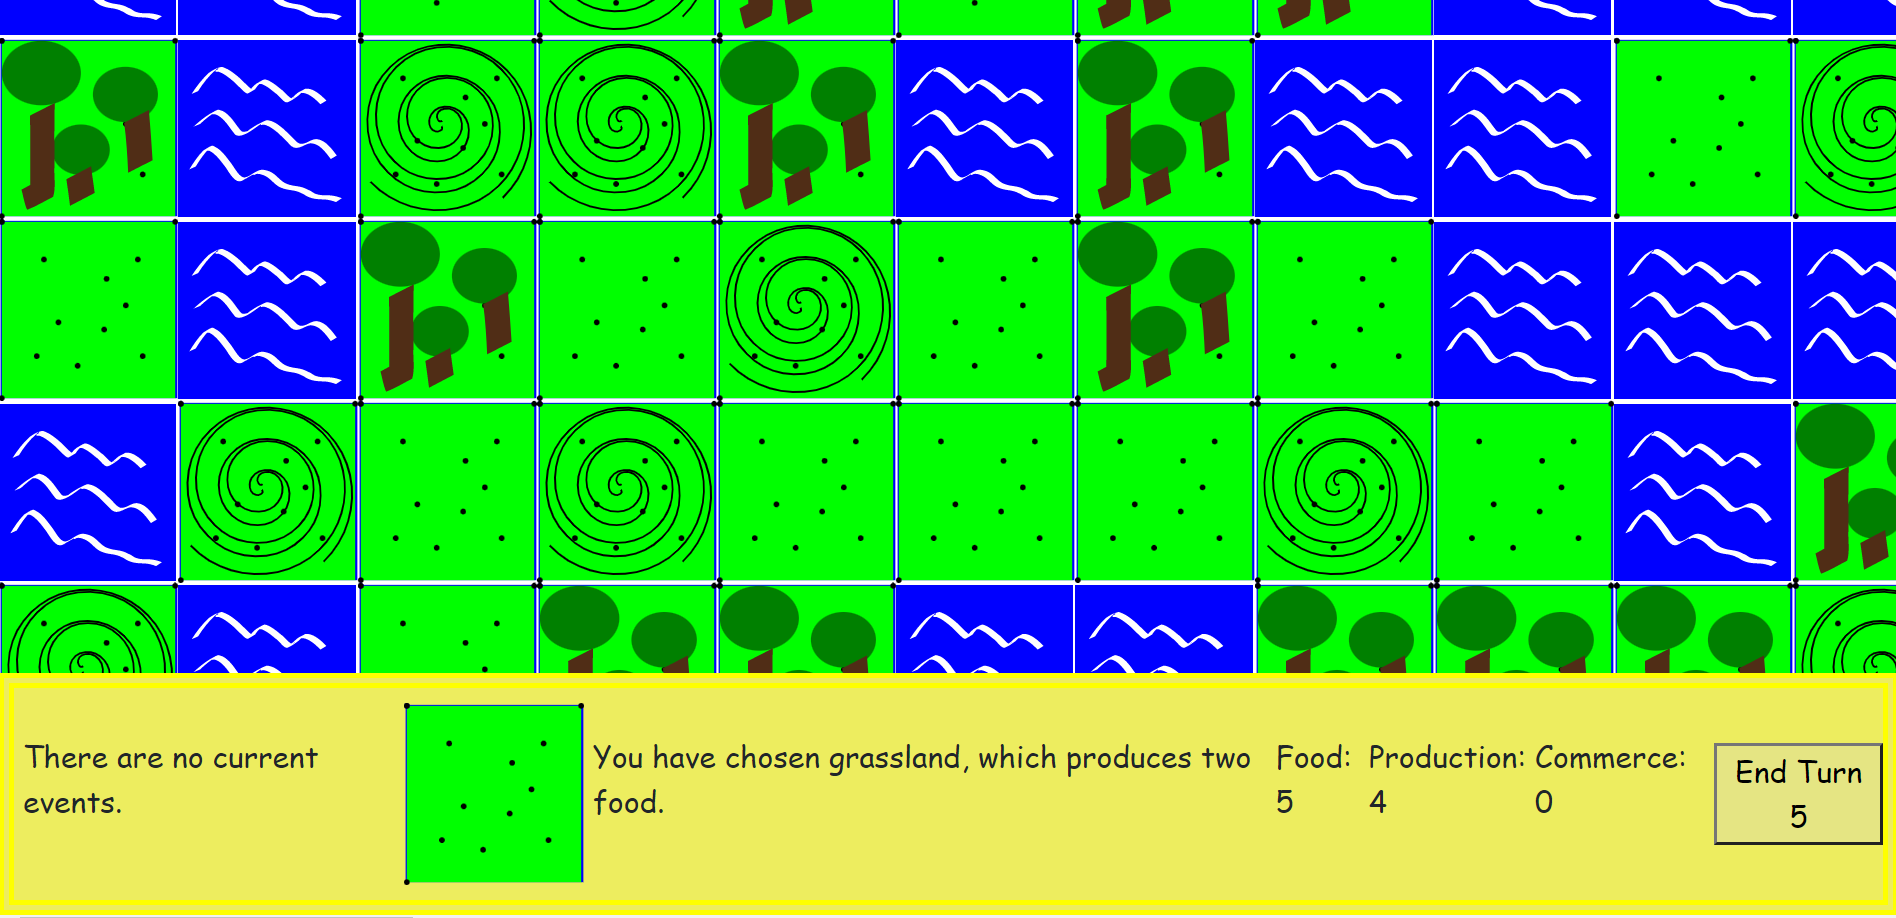 There are no current
events.
You have chosen grassland, which produces two
food.
Food:
5
Production:
4
Commerce:
0
End Turn
5